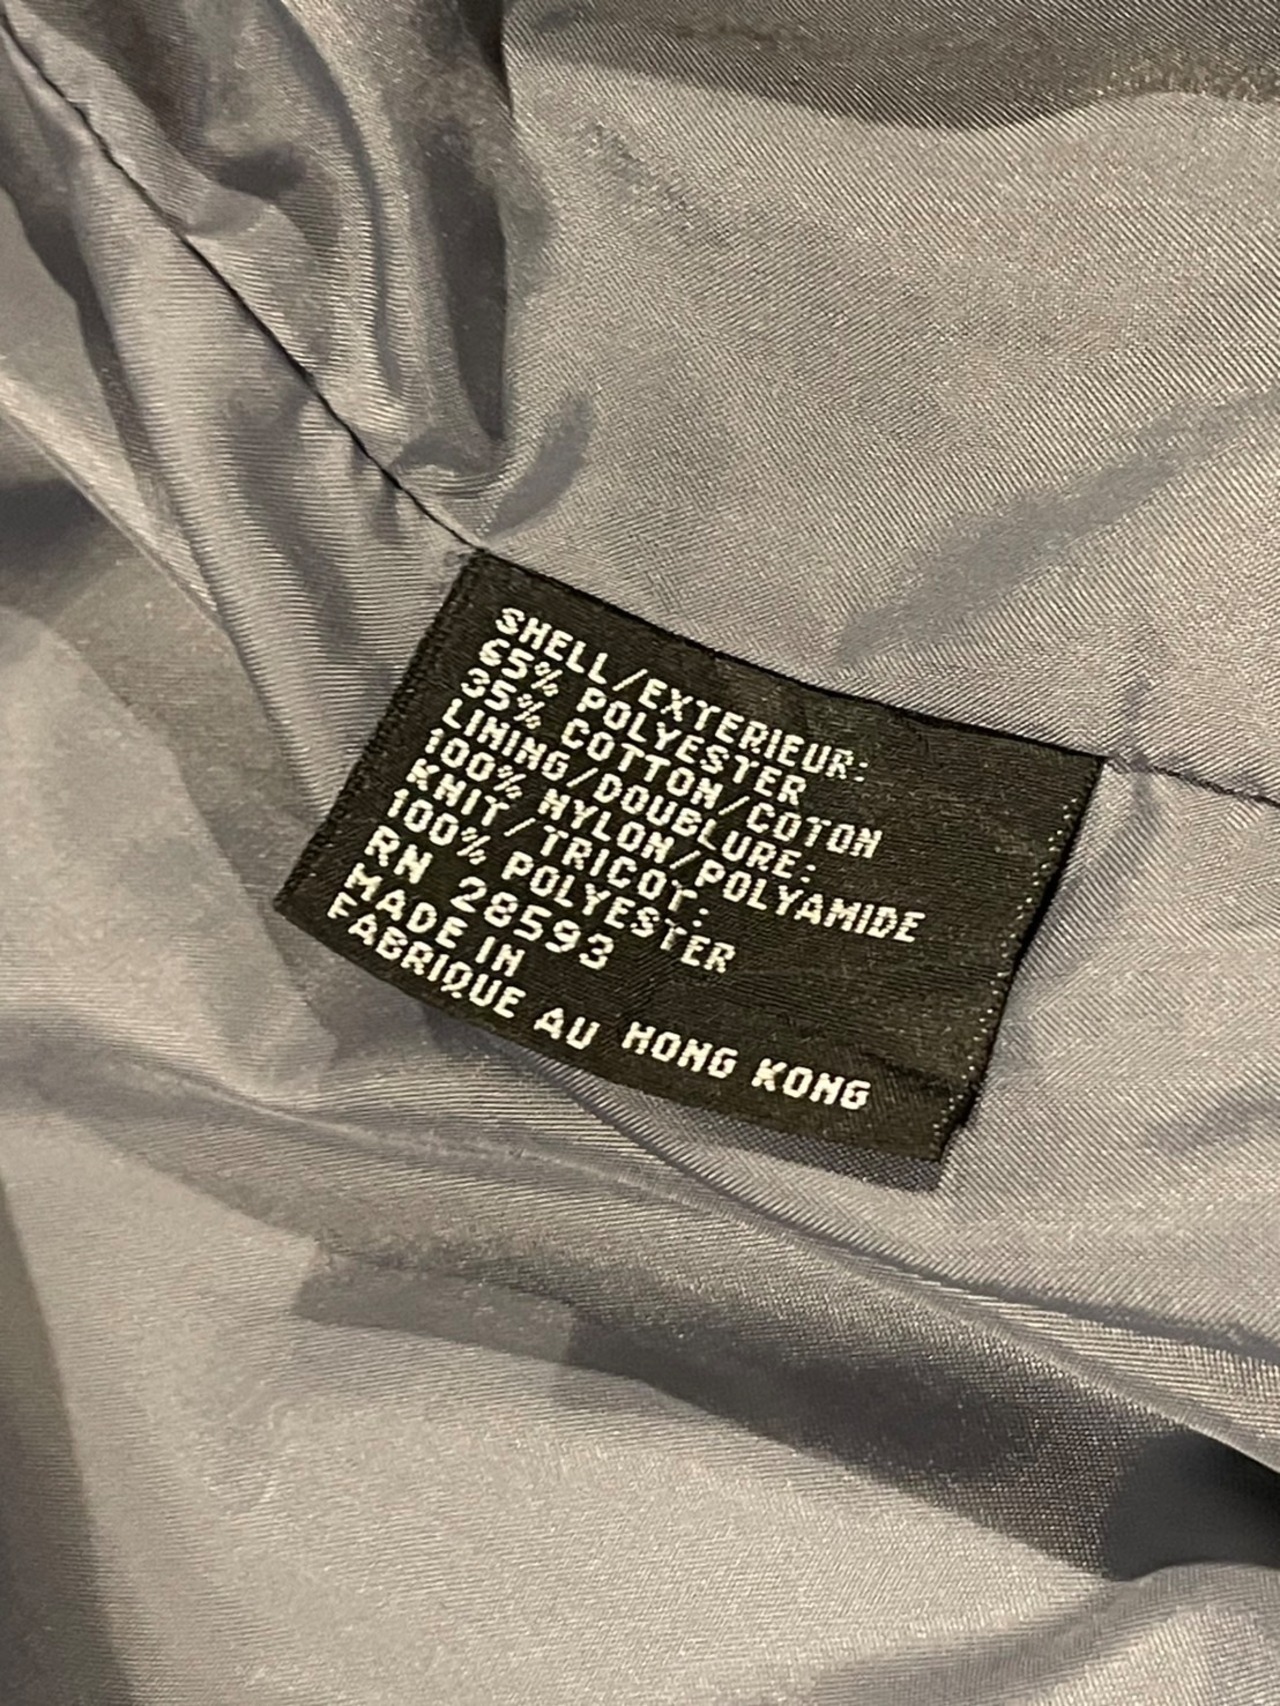 SHELL/EXTERIEUR:
65% POLYESTER
35% COTTON/COTON
LINING/DOUBLURE:
100% NYLON/POLYAMIDE
KNIT/TRICOT:
100% POLYESTER
RN 28593
MADE IN
FABRIQUE AU HONG KONG